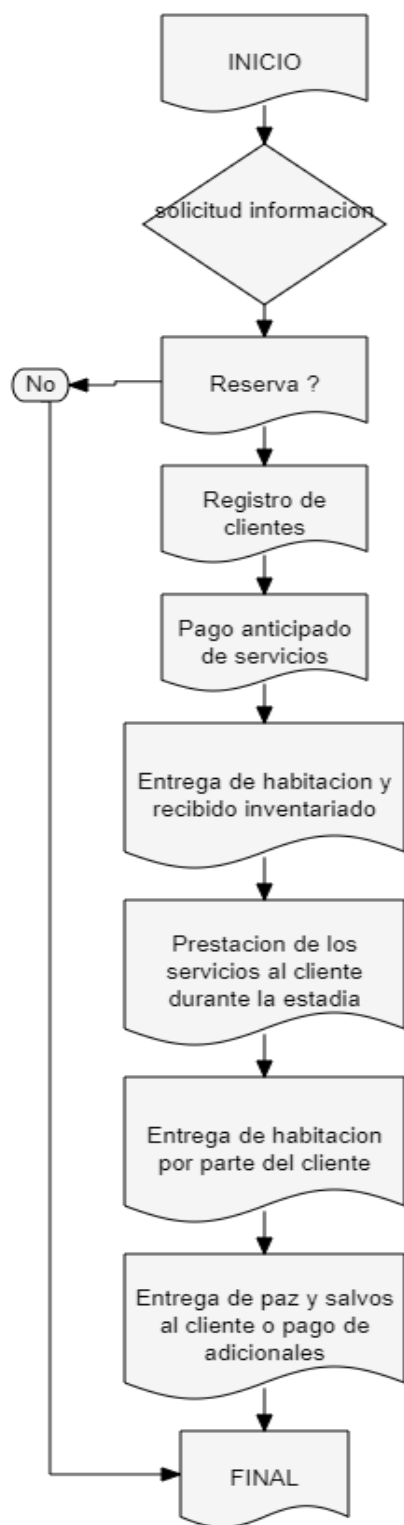 INICIO
solicitud informacion
Reserva ?
No
Registro de
clientes
Pago anticipado
de servicios
Entrega de habitacion y
recibido inventariado
Prestacion de los
servicios al cliente
durante la estadia
Entrega de habitacion
por parte del cliente
Entrega de paz y salvos
al cliente o pago de
adicionales
FINAL